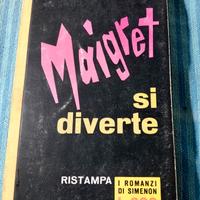 Maigret
si
diverte
RISTAMPA
I ROMANZI
DI SIMENON